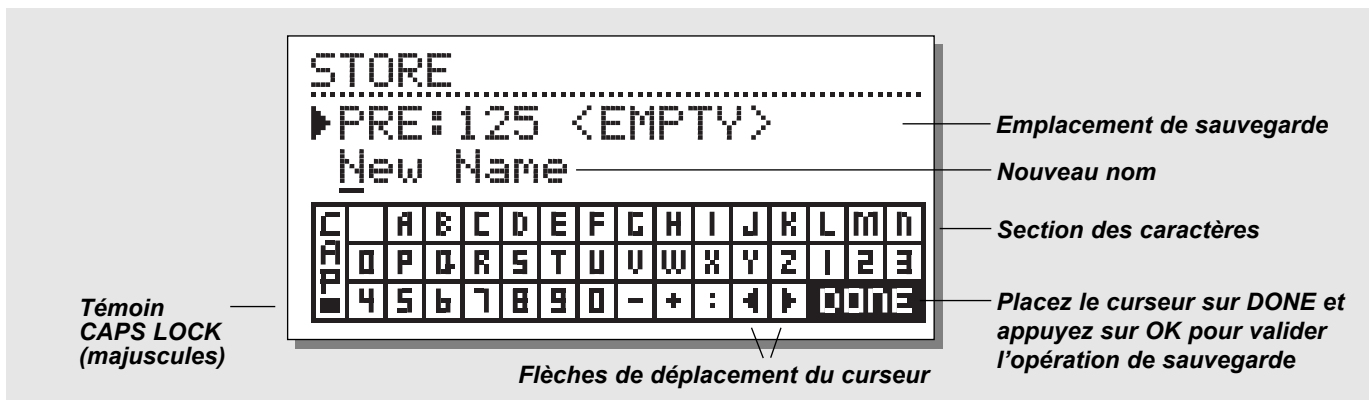 STORE
PRE:125 <EMPTY>
New Name
CAP A B C D E F G H I J K L M N
O P Q R S T U V W X Y Z 1 2 3
4 5 6 7 8 9 0 - + : DONE
Emplacement de sauvegarde
Nouveau nom
Section des caractères
Placez le curseur sur DONE et
appuyez sur OK pour valider
l’opération de sauvegarde
Témoin
CAPS LOCK
(majuscules)
Flèches de déplacement du curseur